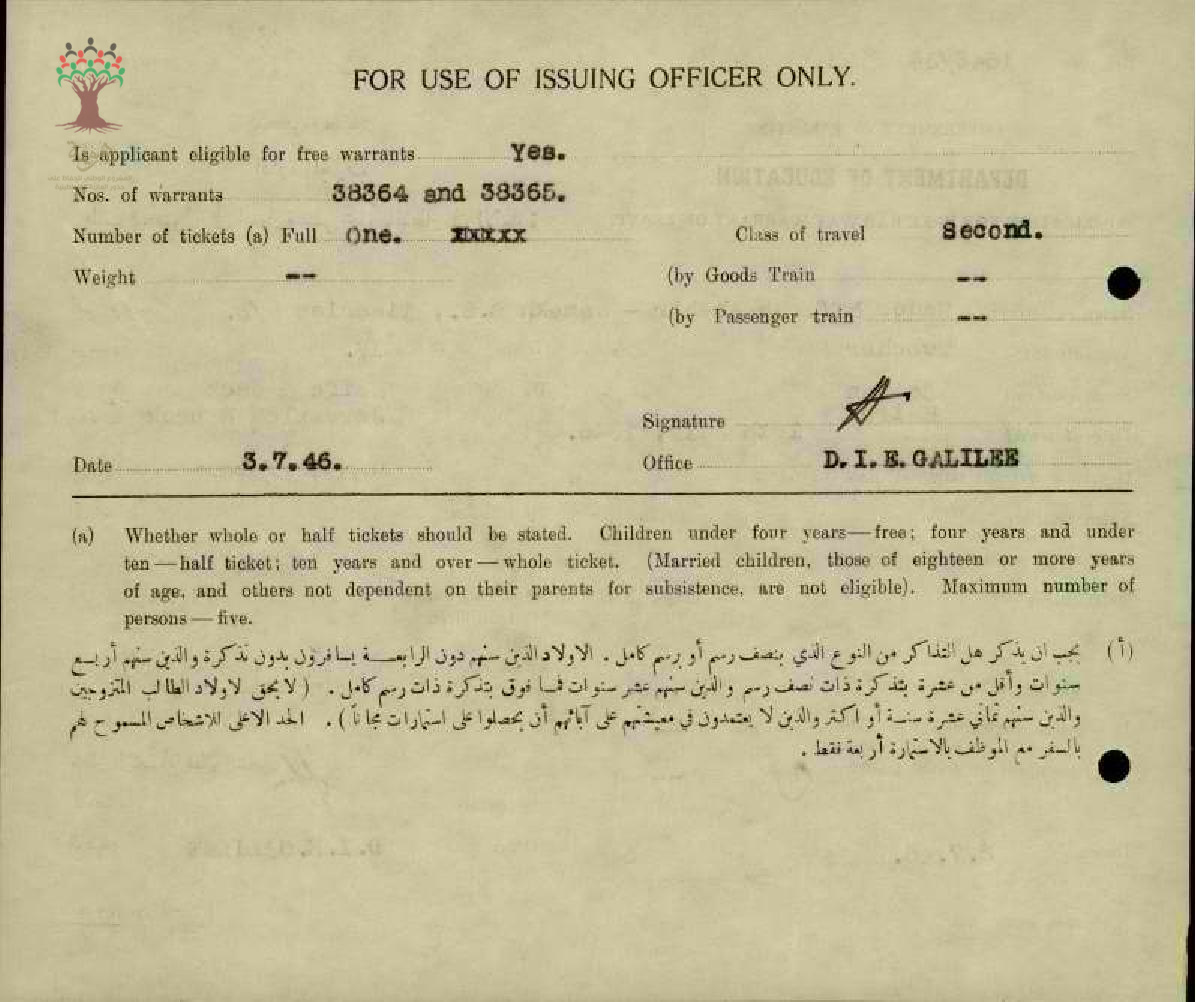 FOR USE OF ISSUING OFFICER ONLY.
Is applicant eligible for free warrants Yes.
Nos. of warrants 38364 and 38365.
Number of tickets (a) Full One. xxxxx Class of travel Second.
Weight -- (by Goods Train --
(by Passenger train --
Signature
Date 3.7.46. Office D.I.E.GALILEE
(a) Whether whole or half tickets should be stated. Children under four years—free; four years and under
ten—half ticket; ten years and over—whole ticket. (Married children, those of eighteen or more years
of age, and others not dependent on their parents for subsistence, are not eligible). Maximum number of
persons—five.
(أ) يجب ان يذكر هل التذاكر من النوع الذي بنصف رسم أو برسم كامل . الاولاد الذين سنهم دون الرابعة يسافرون بدون تذكرة والذين سنهم أربع
سنوات وأقل من عشرة بتذكرة ذات نصف رسم والذين سنهم عشر سنوات فما فوق بتذكرة ذات رسم كامل . ( لا يحق لاولاد الطالب المتزوجين
والذين سنهم ثماني عشرة سنة أو اكثر والذين لا يعتمدون في معيشتهم على آبائهم أن يحصلوا على استمارات مجاناً ) . الحد الاعلى للاشخاص المسموح لهم
بالسفر مع الموظف بالاستمارة أربعة فقط .